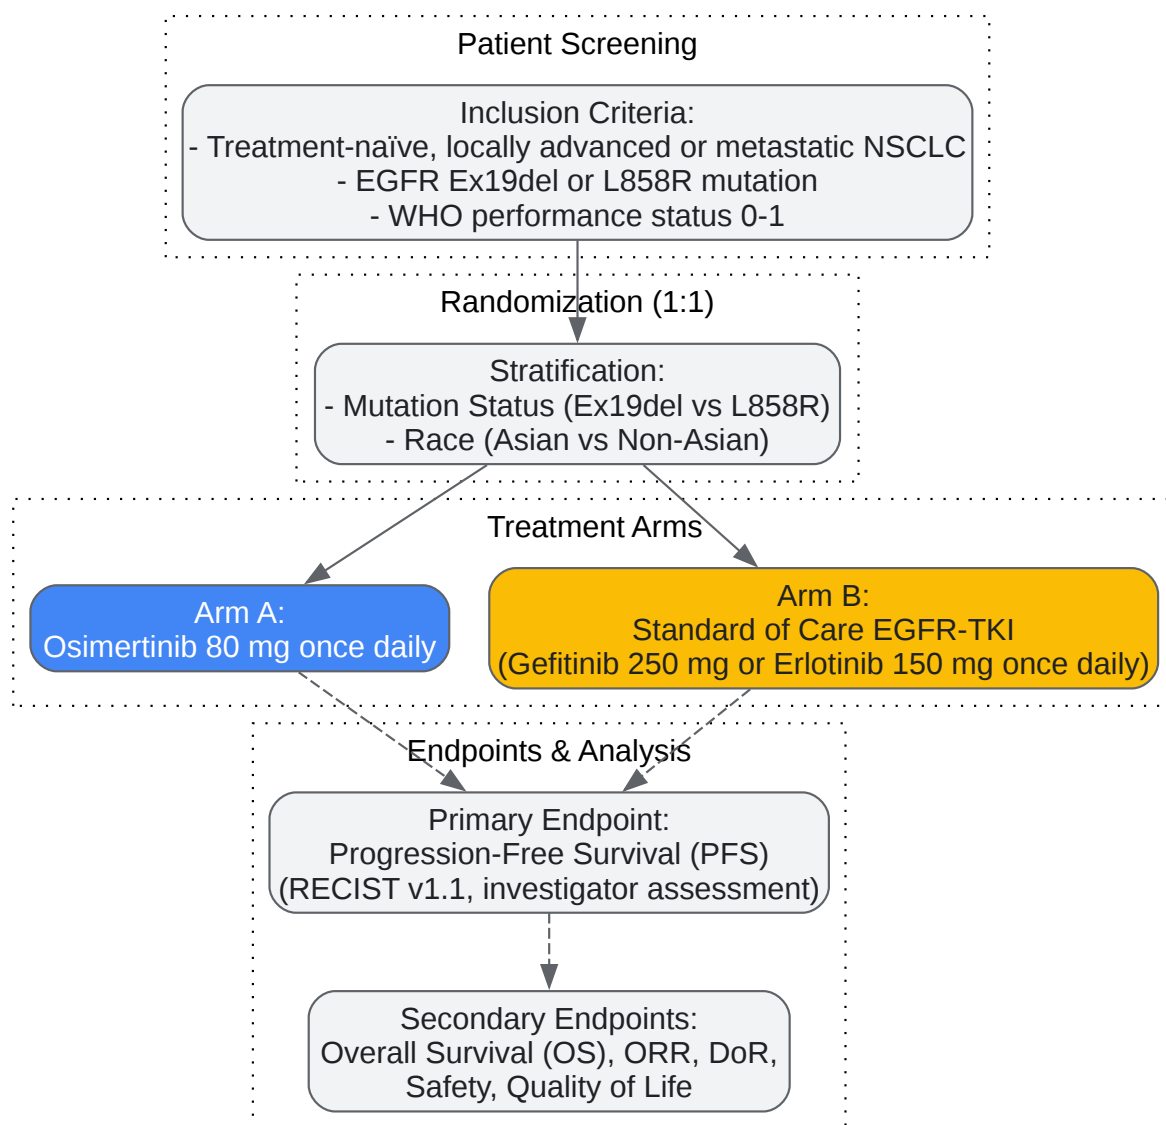 Patient Screening
Inclusion Criteria:
- Treatment-naïve, locally advanced or metastatic NSCLC
- EGFR Ex19del or L858R mutation
- WHO performance status 0-1
Randomization (1:1)
Stratification:
- Mutation Status (Ex19del vs L858R)
- Race (Asian vs Non-Asian)
Treatment Arms
Arm A:
Osimertinib 80 mg once daily
Arm B:
Standard of Care EGFR-TKI
(Gefitinib 250 mg or Erlotinib 150 mg once daily)
Endpoints & Analysis
Primary Endpoint:
Progression-Free Survival (PFS)
(RECIST v1.1, investigator assessment)
Secondary Endpoints:
Overall Survival (OS), ORR, DoR,
Safety, Quality of Life